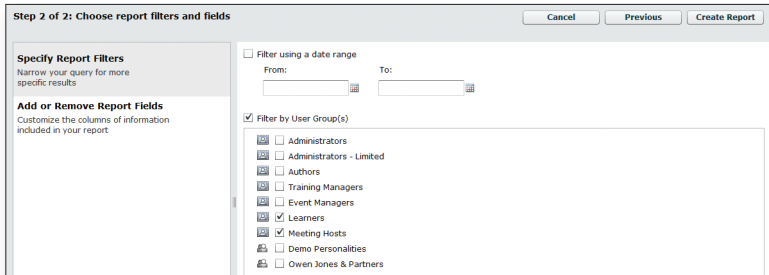 Step 2 of 2: Choose report filters and fields
Cancel
Previous
Create Report
Specify Report Filters
Narrow your query for more
specific results
Add or Remove Report Fields
Customize the columns of information
included in your report
Filter using a date range
From:
To:
Filter by User Group(s)
Administrators
Administrators - Limited
Authors
Training Managers
Event Managers
Learners
Meeting Hosts
Demo Personalities
Owen Jones & Partners